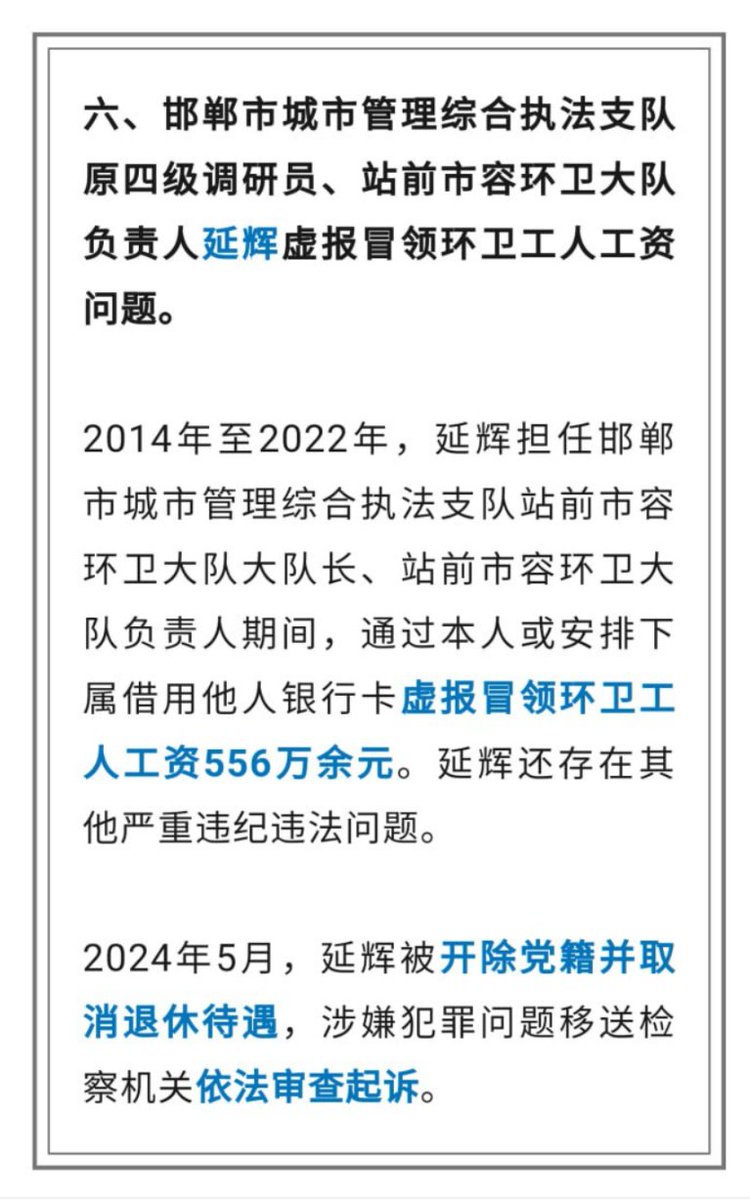 六、邯郸市城市管理综合执法支队
原四级调研员、站前市容环卫大队
负责人延辉虚报冒领环卫工人工资
问题。
2014年至2022年，延辉担任邯郸
市城市管理综合执法支队站前市容
环卫大队大队长、站前市容环卫大
队负责人期间，通过本人或安排下
属借用他人银行卡虚报冒领环卫工
人工资556万余元。延辉还存在其
他严重违纪违法问题。
2024年5月，延辉被开除党籍并取
消退休待遇，涉嫌犯罪问题移送检
察机关依法审查起诉。